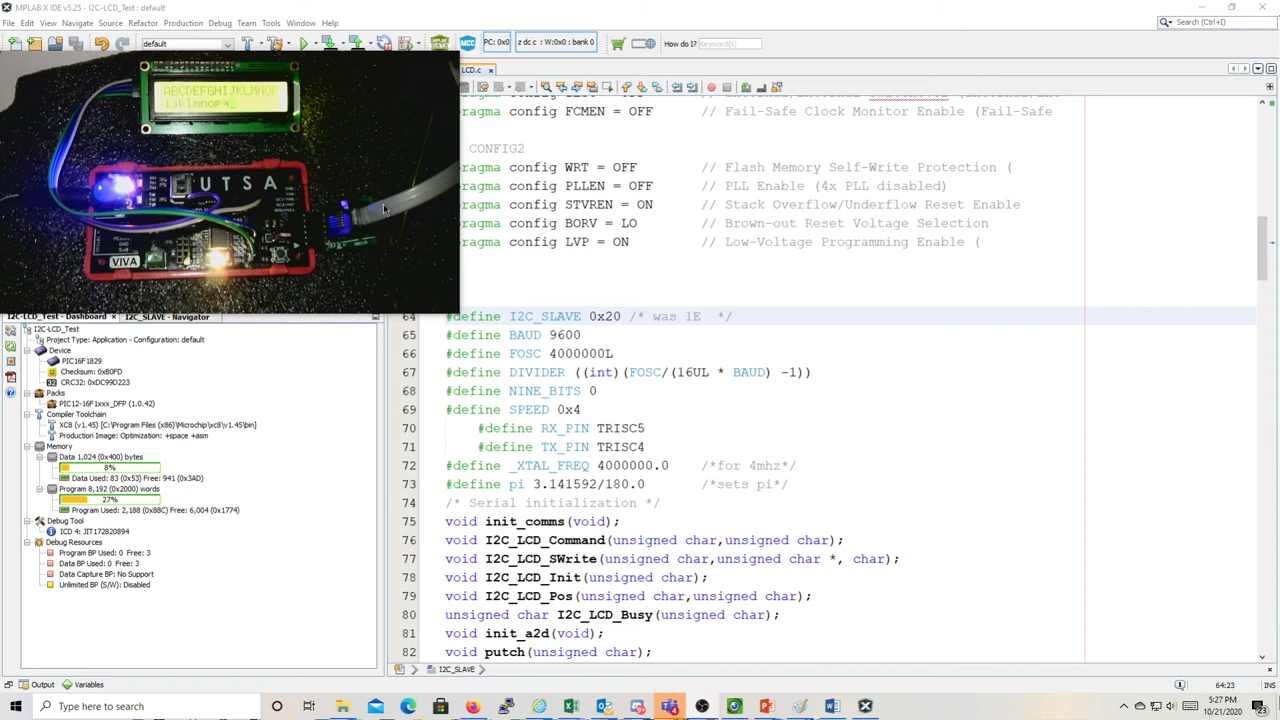 MPLAB X IDE v5.25 - I2C-LCD_Test : default
File Edit View Navigate Source Refactor Production Debug Team Tools Window Help
Search (Ctrl+I)
default
PC: 0x0
z dc c : W:0x0 : bank 0
How do I?
Keyword(s)
LCD.c
ragma config FCMEN = OFF // Fail-Safe Clock Monitor Enable (Fail-Safe
CONFIG2
ragma config WRT = OFF // Flash Memory Self-Write Protection (
ragma config PLLEN = OFF // PLL Enable (4x PLL disabled)
ragma config STVREN = ON // Stack Overflow/Underflow Reset Enable
ragma config BORV = LO // Brown-out Reset Voltage Selection
ragma config LVP = ON // Low-Voltage Programming Enable (
64 #define I2C_SLAVE 0x20 /* was 1E */
65 #define BAUD 9600
66 #define FOSC 4000000L
67 #define DIVIDER ((int)(FOSC/(16UL * BAUD) -1))
68 #define NINE_BITS 0
69 #define SPEED 0x4
70 #define RX_PIN TRISC5
71 #define TX_PIN TRISC4
72 #define _XTAL_FREQ 4000000.0 /*for 4mhz*/
73 #define pi 3.141592/180.0 /*sets pi*/
74 /* Serial initialization */
75 void init_comms(void);
76 void I2C_LCD_Command(unsigned char,unsigned char);
77 void I2C_LCD_SWrite(unsigned char,unsigned char *, char);
78 void I2C_LCD_Init(unsigned char);
79 void I2C_LCD_Pos(unsigned char,unsigned char);
80 unsigned char I2C_LCD_Busy(unsigned char);
81 void init_a2d(void);
82 void putch(unsigned char);
ABCDEFGHIJKLMNOP
ijklmnop*
UTSA
VIVA
I2C-LCD_Test - Dashboard
I2C_SLAVE - Navigator
I2C-LCD_Test
Project Type: Application - Configuration: default
Device
PIC16F1829
Checksum: 0xB0FD
CRC32: 0xDC99D223
Packs
PIC12-16F1xxx_DFP (1.0.42)
Compiler Toolchain
XC8 (v1.45) [C:\Program Files (x86)\Microchip\xc8\v1.45\bin]
Production Image: Optimization: +space +asm
Memory
Data 1,024 (0x400) bytes
8%
Data Used: 83 (0x53) Free: 941 (0x3AD)
Program 8,192 (0x2000) words
27%
Program Used: 2,188 (0x88C) Free: 6,004 (0x1774)
Debug Tool
ICD 4: JIT172820894
Debug Resources
Program BP Used: 0 Free: 3
Data BP Used: 0 Free: 3
Data Capture BP: No Support
Unlimited BP (S/W): Disabled
I2C_SLAVE
Output
Variables
64:23
INS
Type here to search
5:27 PM
10/21/2020
23